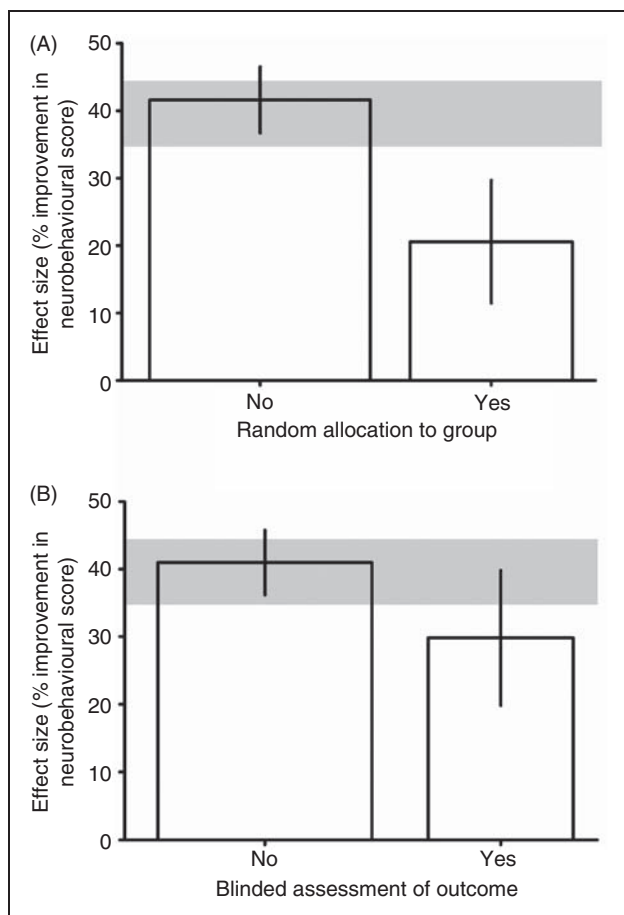 (A)
Effect size (% improvement in
neurobehavioural score)
50
40
30
20
10
0
No
Yes
Random allocation to group
(B)
Effect size (% improvement in
neurobehavioural score)
50
40
30
20
10
0
No
Yes
Blinded assessment of outcome